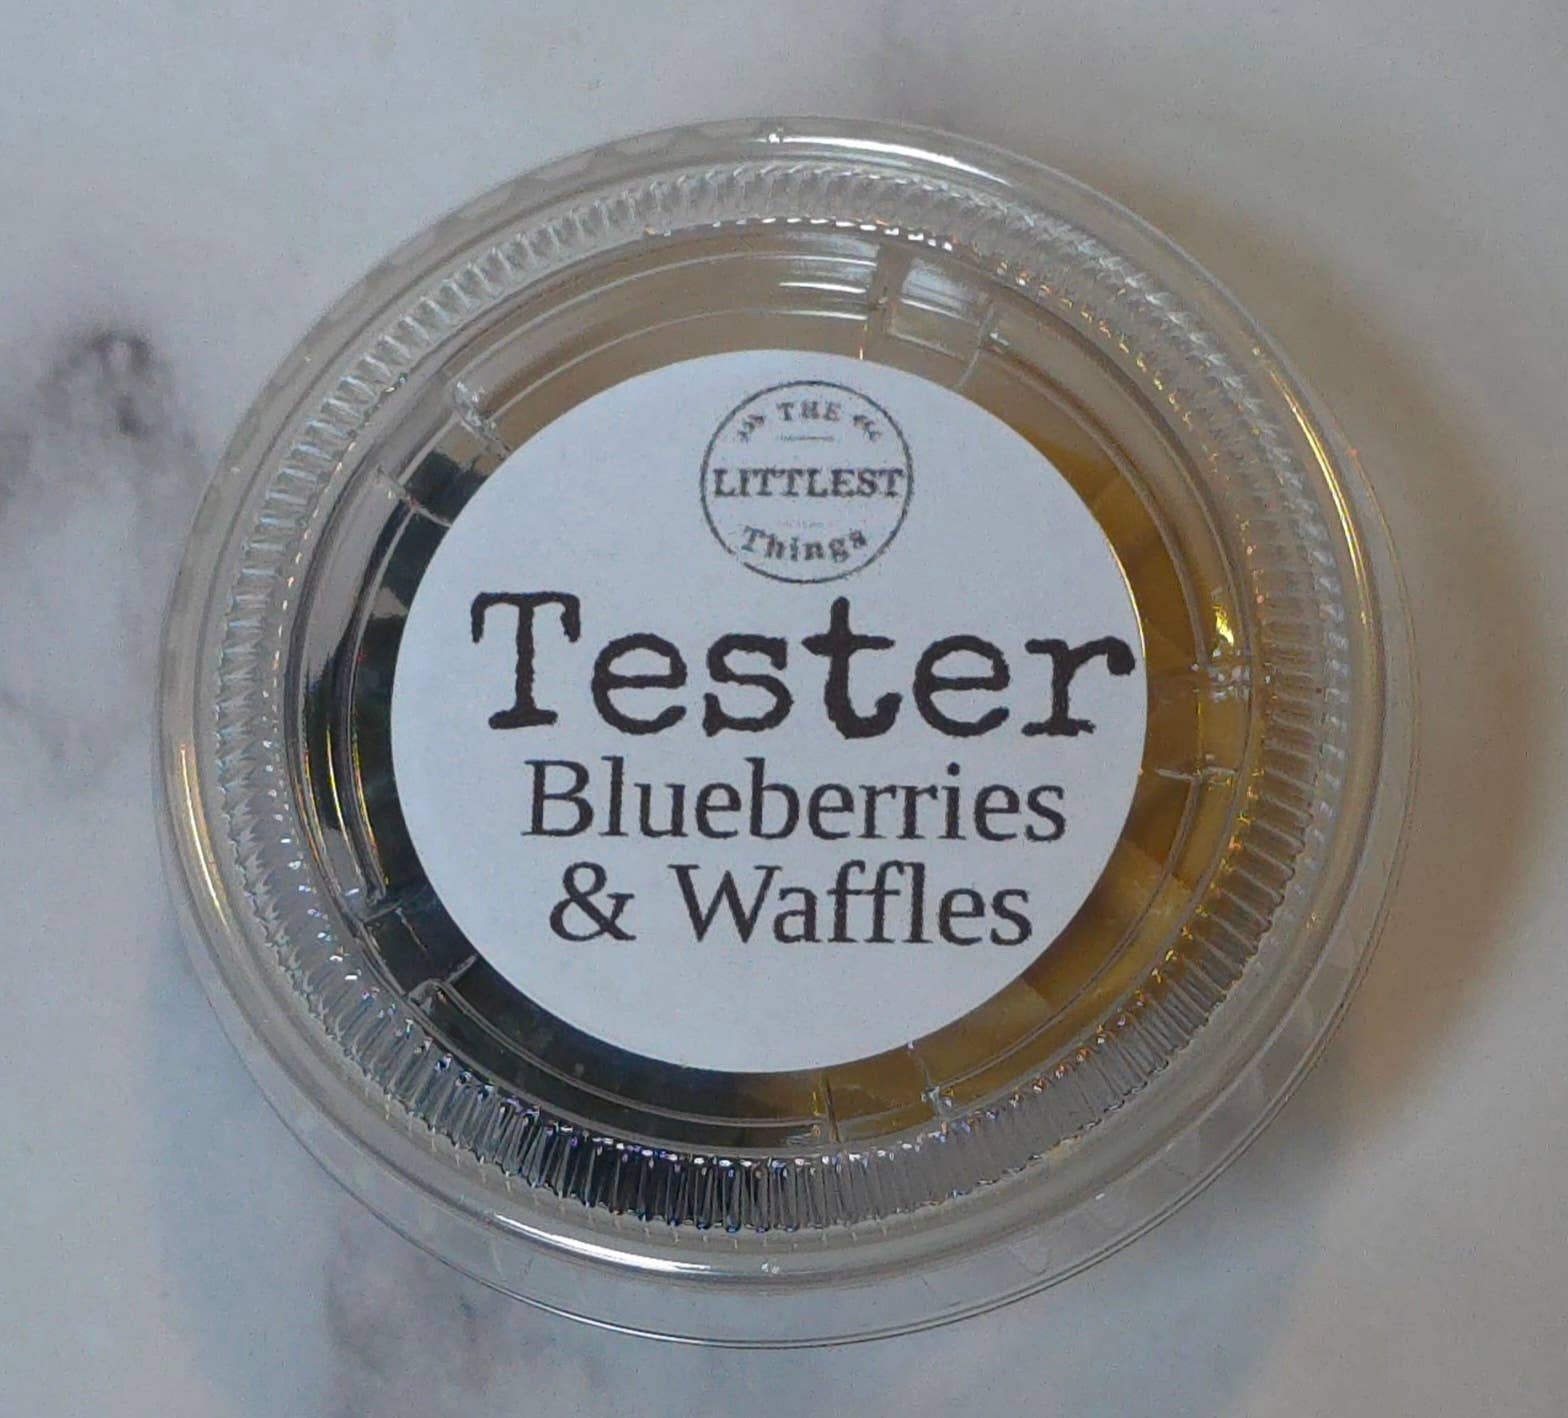 THE
LITTLEST
Things
Tester
Blueberries
& Waffles